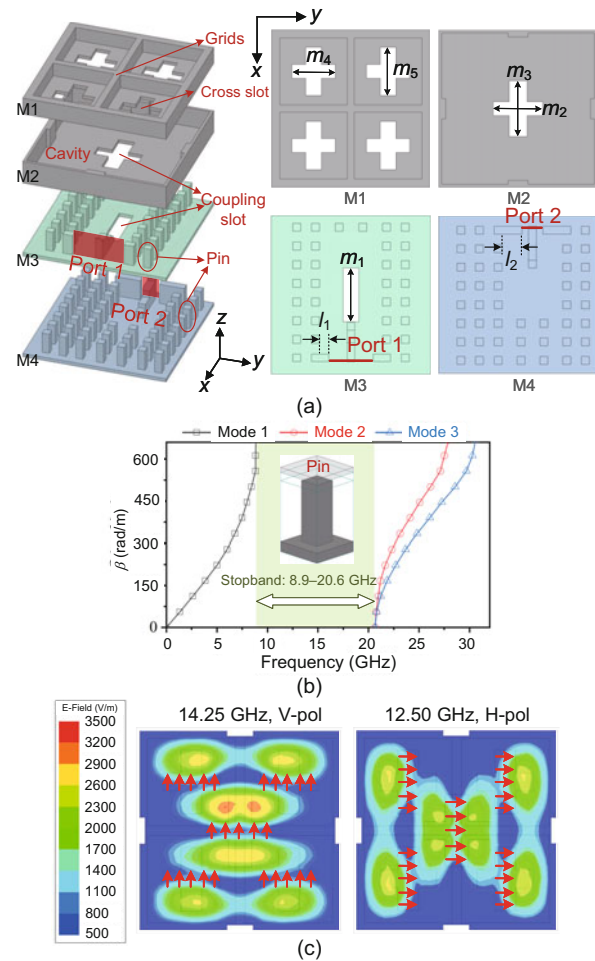 y
x
Grids
Cross slot
M1
Cavity
M2
Coupling
slot
M3
Port 1
Pin
Port 2
M4
z
y
x
m4
m5
M1
m3
m2
M2
m1
l1
Port 1
M3
Port 2
l2
M4
(a)
Mode 1 Mode 2 Mode 3
β (rad/m)
600
450
300
150
0
Pin
Stopband: 8.9–20.6 GHz
0 5 10 15 20 25 30
Frequency (GHz)
(b)
E-Field (V/m)
3500
3200
2900
2600
2300
2000
1700
1400
1100
800
500
14.25 GHz, V-pol
12.50 GHz, H-pol
(c)